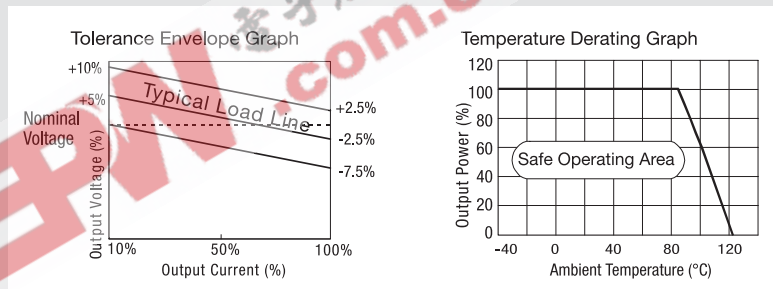 Tolerance Envelope Graph
+10%
+5%
Nominal
Voltage
Typical Load Line
+2.5%
-2.5%
-7.5%
Output Voltage (%)
10%
50%
100%
Output Current (%)
Temperature Derating Graph
120
100
80
60
40
20
0
Output Power (%)
Safe Operating Area
-40
0
40
80
120
Ambient Temperature (°C)
.com.c
EPW